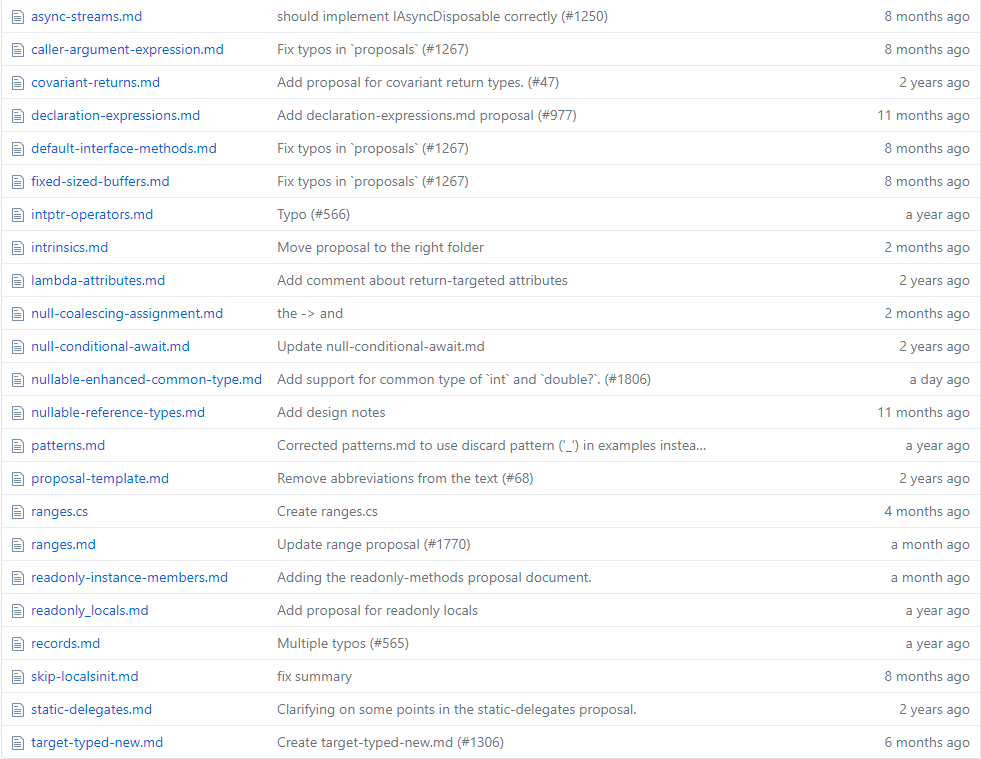 async-streams.md should implement IAsyncDisposable correctly (#1250) 8 months ago
caller-argument-expression.md Fix typos in `proposals` (#1267) 8 months ago
covariant-returns.md Add proposal for covariant return types. (#47) 2 years ago
declaration-expressions.md Add declaration-expressions.md proposal (#977) 11 months ago
default-interface-methods.md Fix typos in `proposals` (#1267) 8 months ago
fixed-sized-buffers.md Fix typos in `proposals` (#1267) 8 months ago
intptr-operators.md Typo (#566) a year ago
intrinsics.md Move proposal to the right folder 2 months ago
lambda-attributes.md Add comment about return-targeted attributes 2 years ago
null-coalescing-assignment.md the -> and 2 months ago
null-conditional-await.md Update null-conditional-await.md 2 years ago
nullable-enhanced-common-type.md Add support for common type of `int` and `double?`. (#1806) a day ago
nullable-reference-types.md Add design notes 11 months ago
patterns.md Corrected patterns.md to use discard pattern ('_') in examples instea... a year ago
proposal-template.md Remove abbreviations from the text (#68) 2 years ago
ranges.cs Create ranges.cs 4 months ago
ranges.md Update range proposal (#1770) a month ago
readonly-instance-members.md Adding the readonly-methods proposal document. a month ago
readonly_locals.md Add proposal for readonly locals a year ago
records.md Multiple typos (#565) a year ago
skip-localsinit.md fix summary 8 months ago
static-delegates.md Clarifying on some points in the static-delegates proposal. 2 years ago
target-typed-new.md Create target-typed-new.md (#1306) 6 months ago